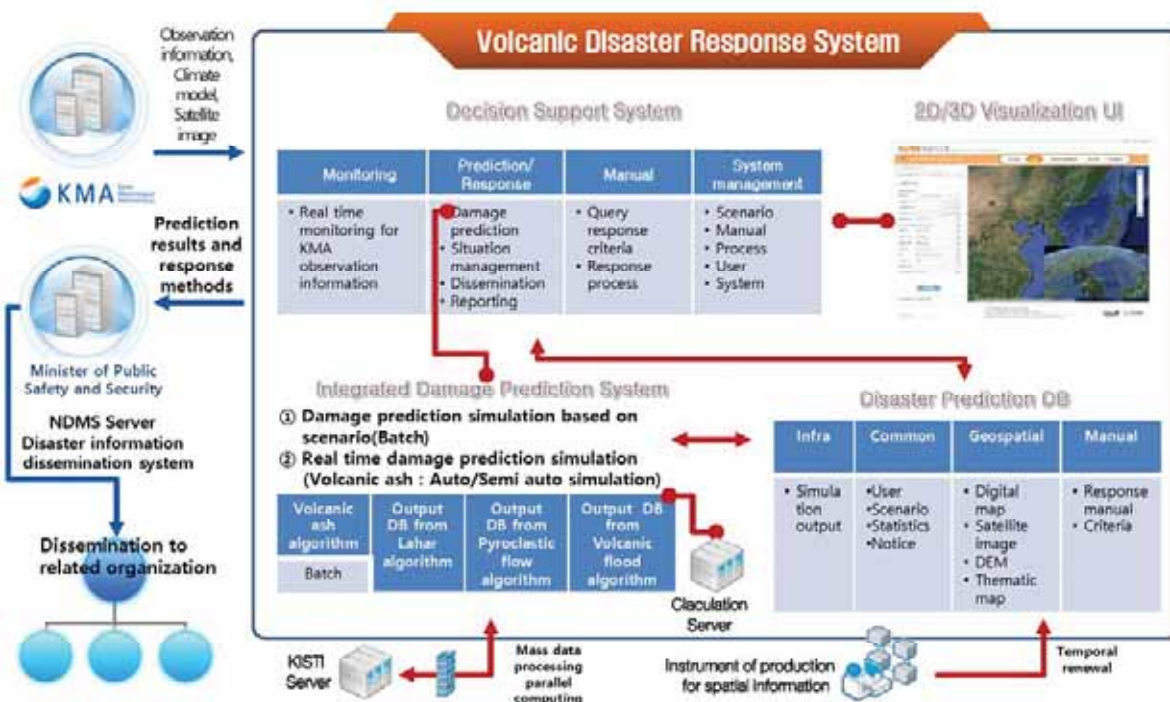 Volcanic Disaster Response System
Observation
information,
Climate
model,
Satellite
image
KMA
Prediction
results and
response
methods
Minister of Public
Safety and Security
NDMS Server
Disaster information
dissemination system
Dissemination to
related organization
Decision Support System
Monitoring
• Real time
monitoring for
KMA
observation
information
Prediction/
Response
Damage
prediction
• Situation
management
• Dissemination
• Reporting
Manual
• Query
response
criteria
• Response
process
System
management
• Scenario
• Manual
• Process
• User
• System
2D/3D Visualization UI
Integrated Damage Prediction System
① Damage prediction simulation based on
scenario(Batch)
② Real time damage prediction simulation
(Volcanic ash : Auto/Semi auto simulation)
Volcanic
ash
algorithm
Batch
Output
DB from
Lahar
algorithm
Output
DB from
Pyroclastic
flow
algorithm
Output DB
from
Volcanic
flood
algorithm
Claculation
Server
Disaster Prediction DB
Infra
• Simula
tion
output
Common
•User
•Scenario
•Statistics
•Notice
Geospatial
• Digital
map
• Satellite
image
• DEM
• Thematic
map
Manual
• Response
manual
• Criteria
KISTI
Server
Mass data
processing
parallel
computing
Instrument of production
for spatial information
Temporal
renewal